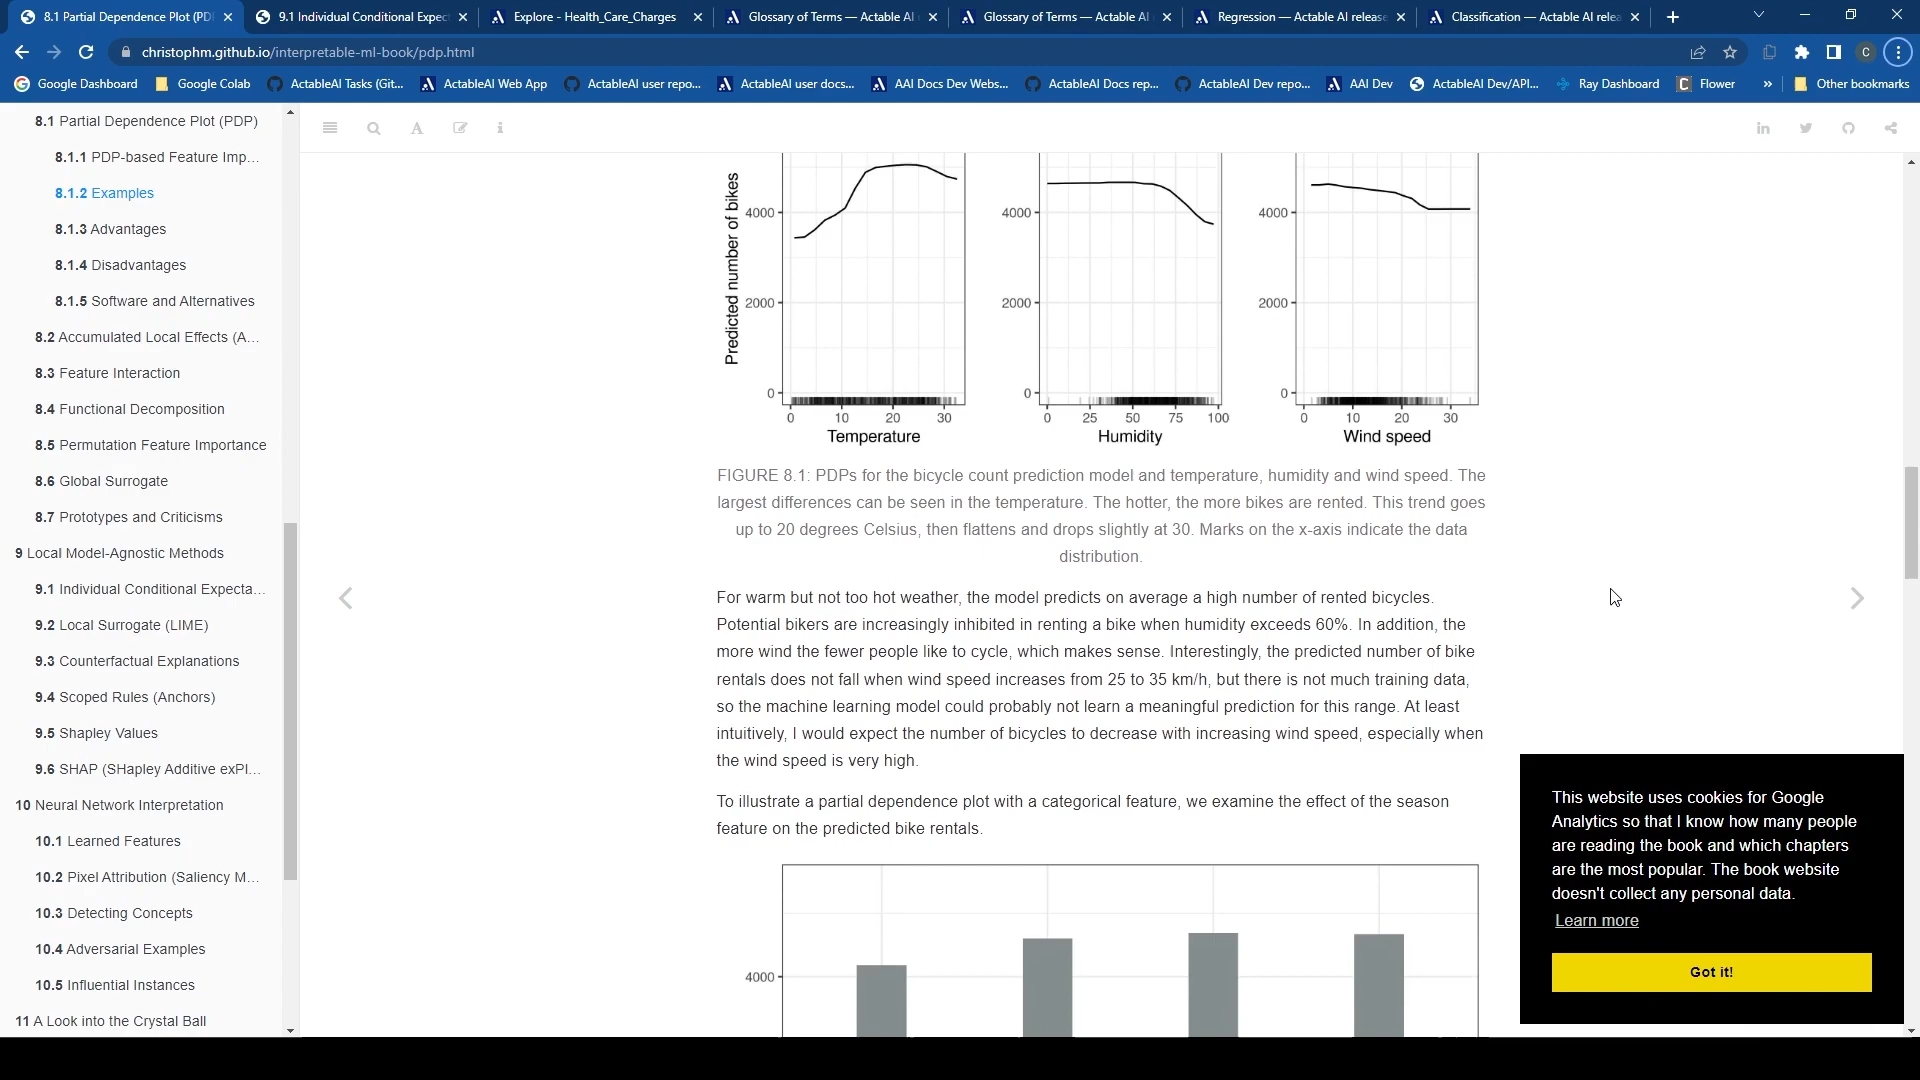 8.1 Partial Dependence Plot (PDP
9.1 Individual Conditional Expec
Explore - Health_Care_Charges
Glossary of Terms — Actable AI
Glossary of Terms — Actable AI
Regression — Actable AI release
Classification — Actable AI rele
christophm.github.io/interpretable-ml-book/pdp.html
C
Google Dashboard
Google Colab
ActableAI Tasks (Git...
ActableAI Web App
ActableAI user repo...
ActableAI user docs...
AAI Docs Dev Webs...
ActableAI Docs rep...
ActableAI Dev repo...
AAI Dev
ActableAI Dev/API...
Ray Dashboard
Flower
»
Other bookmarks
8.1 Partial Dependence Plot (PDP)
8.1.1 PDP-based Feature Imp...
8.1.2 Examples
8.1.3 Advantages
8.1.4 Disadvantages
8.1.5 Software and Alternatives
8.2 Accumulated Local Effects (A...
8.3 Feature Interaction
8.4 Functional Decomposition
8.5 Permutation Feature Importance
8.6 Global Surrogate
8.7 Prototypes and Criticisms
9 Local Model-Agnostic Methods
9.1 Individual Conditional Expecta...
9.2 Local Surrogate (LIME)
9.3 Counterfactual Explanations
9.4 Scoped Rules (Anchors)
9.5 Shapley Values
9.6 SHAP (SHapley Additive exPl...
10 Neural Network Interpretation
10.1 Learned Features
10.2 Pixel Attribution (Saliency M...
10.3 Detecting Concepts
10.4 Adversarial Examples
10.5 Influential Instances
11 A Look into the Crystal Ball
Predicted number of bikes
4000
2000
0
0 10 20 30
Temperature
4000
2000
0
0 25 50 75 100
Humidity
4000
2000
0
0 10 20 30
Wind speed
FIGURE 8.1: PDPs for the bicycle count prediction model and temperature, humidity and wind speed. The
largest differences can be seen in the temperature. The hotter, the more bikes are rented. This trend goes
up to 20 degrees Celsius, then flattens and drops slightly at 30. Marks on the x-axis indicate the data
distribution.
For warm but not too hot weather, the model predicts on average a high number of rented bicycles.
Potential bikers are increasingly inhibited in renting a bike when humidity exceeds 60%. In addition, the
more wind the fewer people like to cycle, which makes sense. Interestingly, the predicted number of bike
rentals does not fall when wind speed increases from 25 to 35 km/h, but there is not much training data,
so the machine learning model could probably not learn a meaningful prediction for this range. At least
intuitively, I would expect the number of bicycles to decrease with increasing wind speed, especially when
the wind speed is very high.
To illustrate a partial dependence plot with a categorical feature, we examine the effect of the season
feature on the predicted bike rentals.
4000
This website uses cookies for Google
Analytics so that I know how many people
are reading the book and which chapters
are the most popular. The book website
doesn't collect any personal data.
Learn more
Got it!